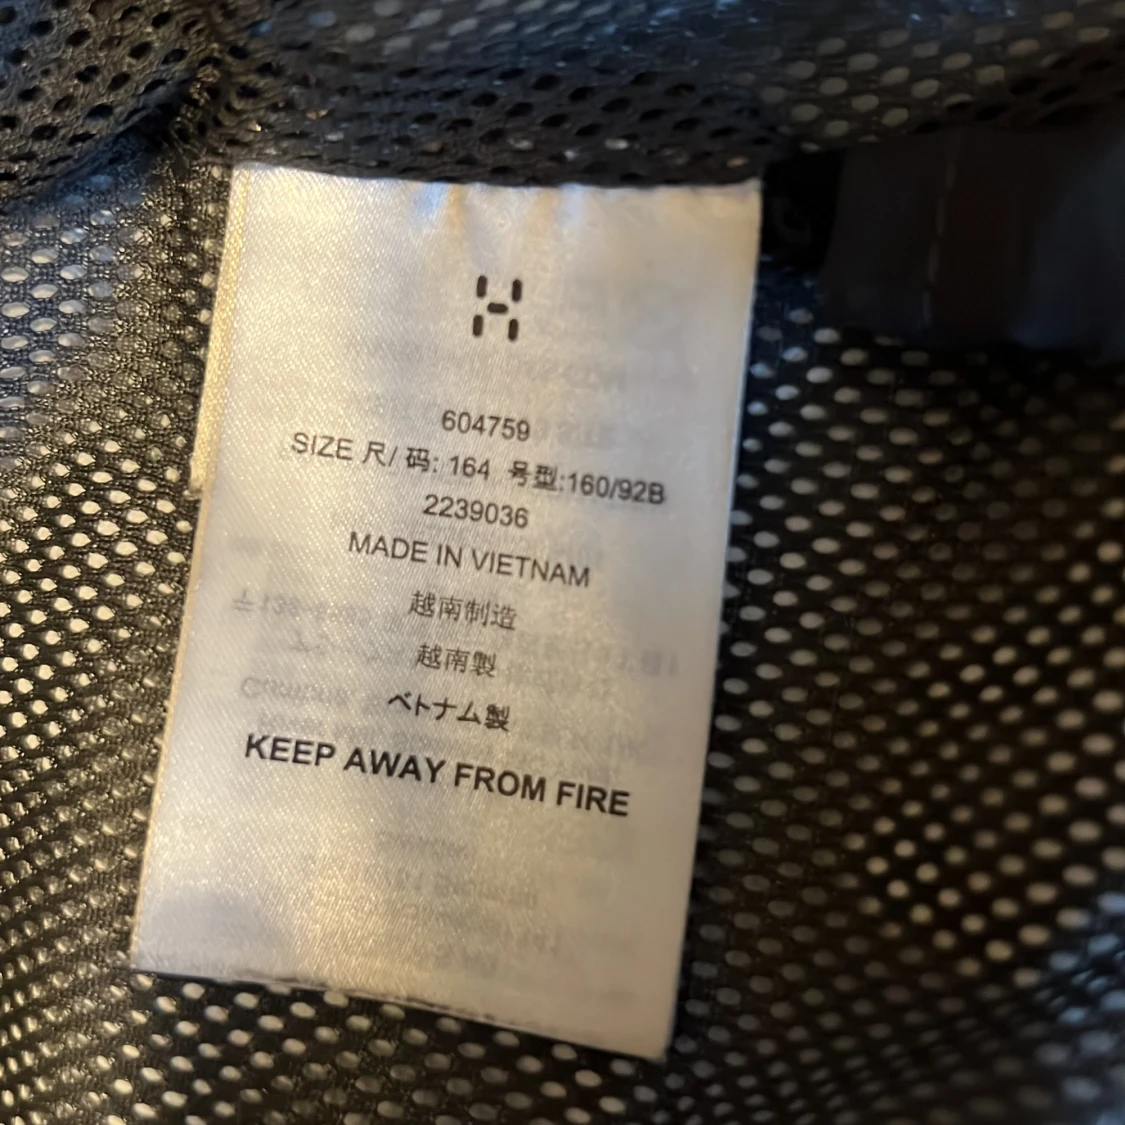 604759
SIZE 尺/ 码: 164 号型:160/92B
2239036
MADE IN VIETNAM
越南制造
越南製
ベトナム製
KEEP AWAY FROM FIRE